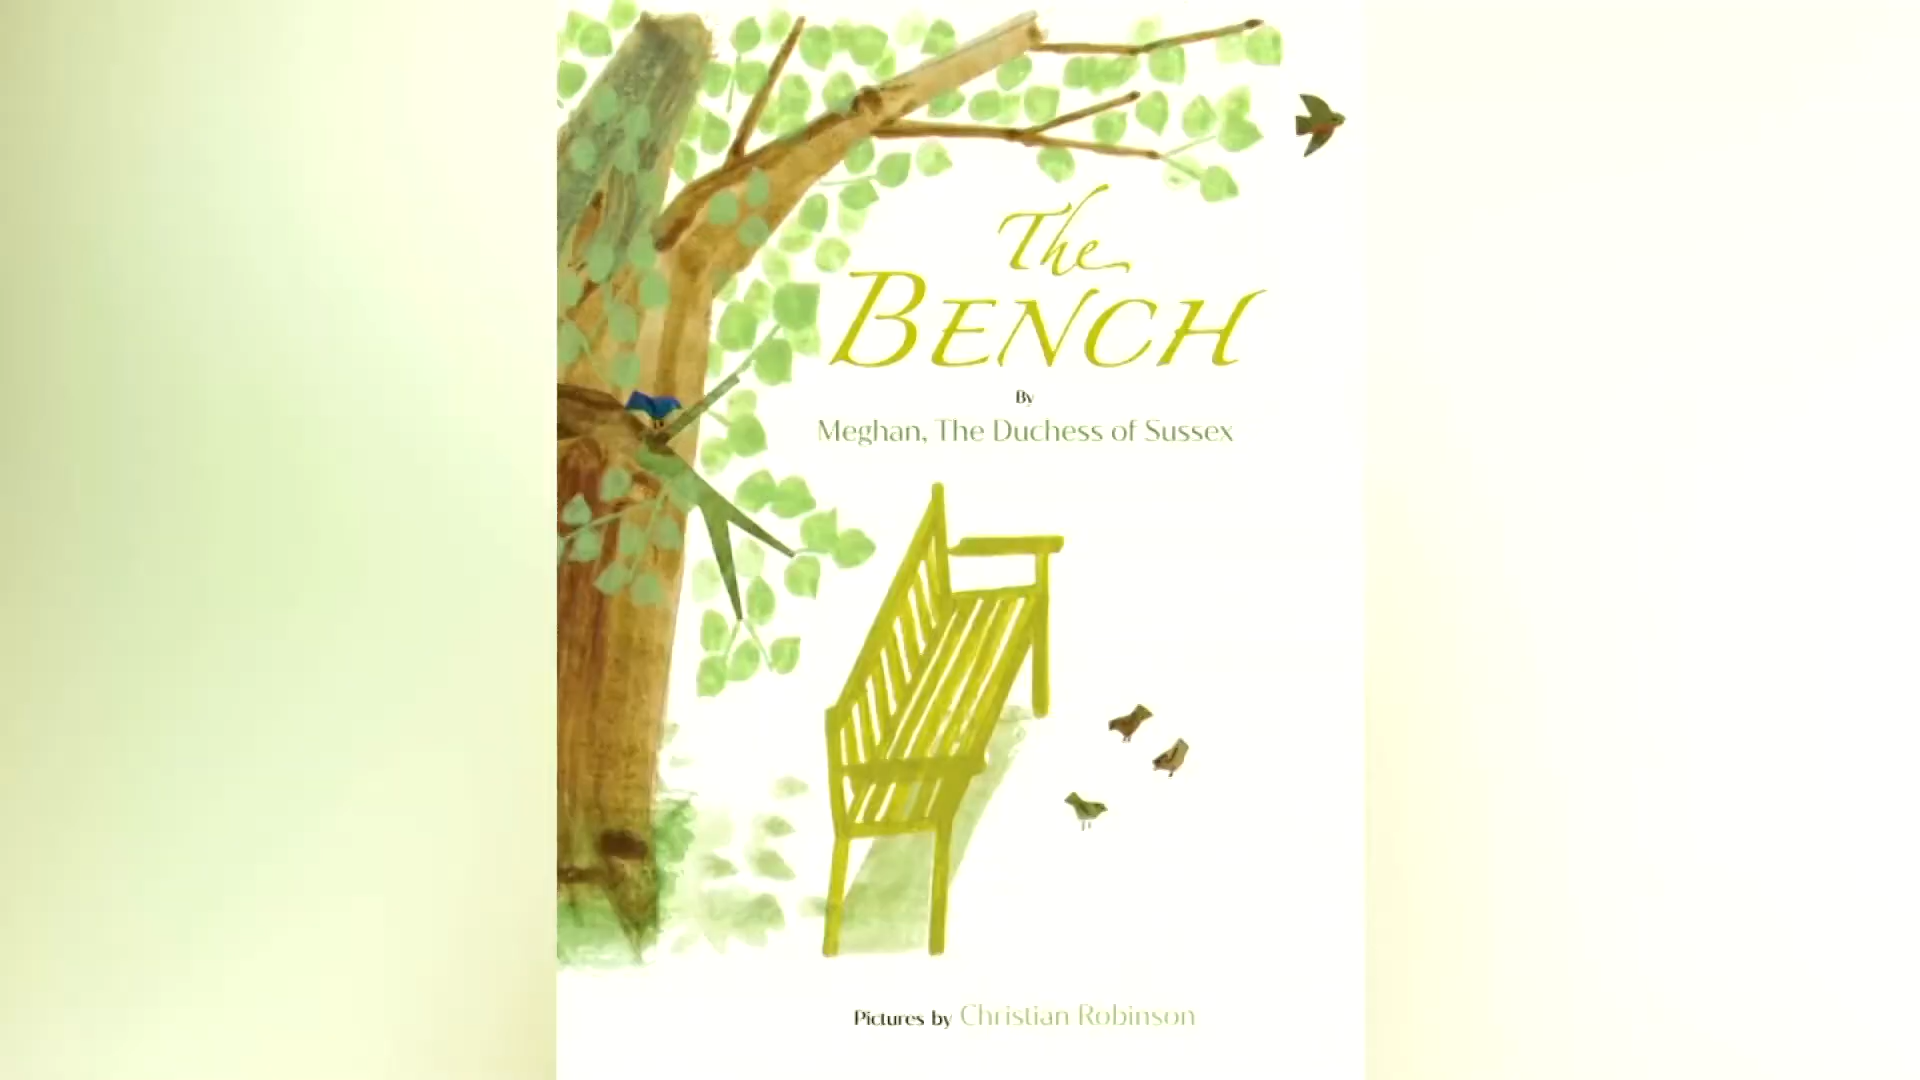 The
BENCH
By
Meghan, The Duchess of Sussex
Pictures by Christian Robinson